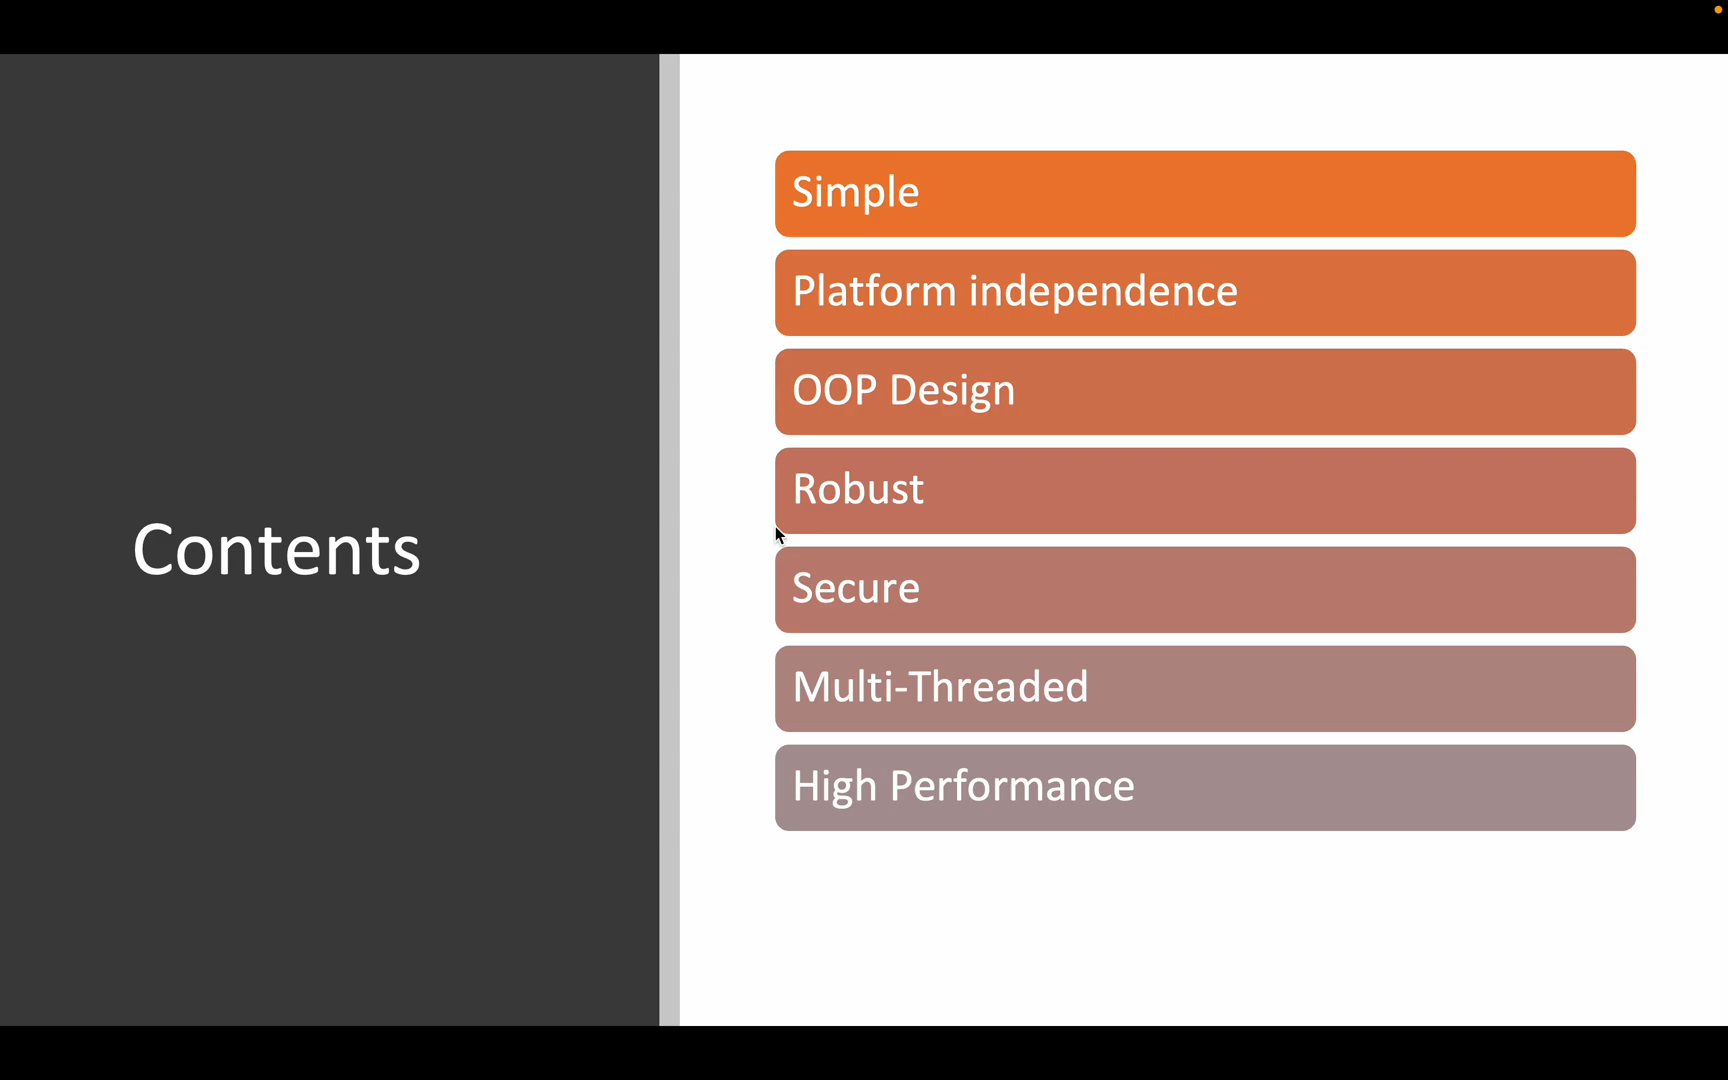 Contents
Simple
Platform independence
OOP Design
Robust
Secure
Multi-Threaded
High Performance